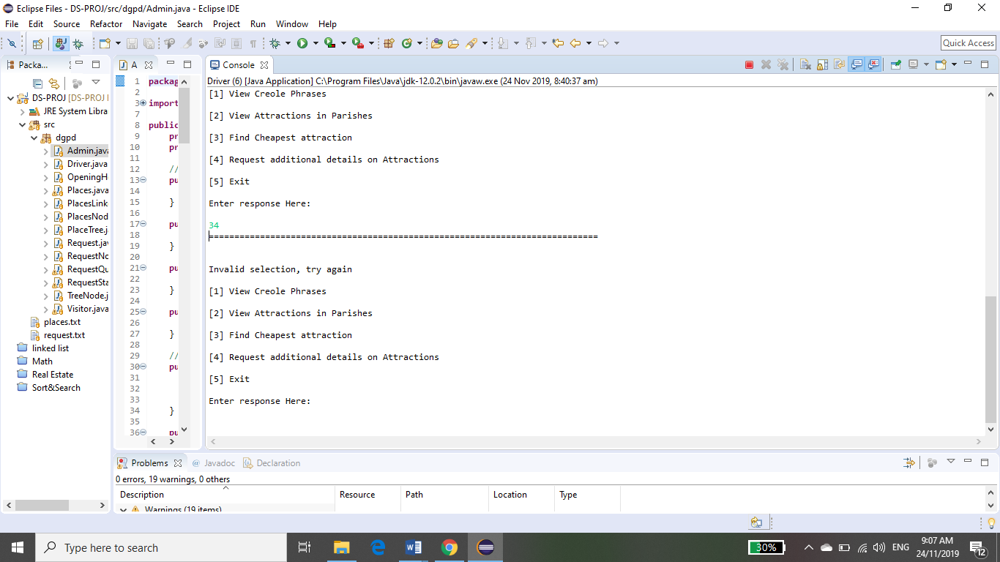 Eclipse Files - DS-PROJ/src/dgpd/Admin.java - Eclipse IDE
File Edit Source Refactor Navigate Search Project Run Window Help
Quick Access
Packa...
DS-PROJ [DS-PROJ
JRE System Libra
src
dgpd
Admin.java
Driver.java
OpeningH
Places.java
PlacesLink
PlacesNod
PlaceTree.j
Request.jav
RequestNo
RequestQu
RequestSta
TreeNode.j
Visitor.java
places.txt
request.txt
linked list
Math
Real Estate
Sort&Search
A
1 packag
2
3 import
7
8 public
9 pr
10 pr
11
12 //
13 pu
14
15 }
16
17 pu
18
19 }
20
21 pu
22
23 }
24
25 pu
26
27 }
28
29 //
30 pu
31
32
33
34 }
35
36 pu
Console
Driver (6) [Java Application] C:\Program Files\Java\jdk-12.0.2\bin\javaw.exe (24 Nov 2019, 8:40:37 am)
[1] View Creole Phrases
[2] View Attractions in Parishes
[3] Find Cheapest attraction
[4] Request additional details on Attractions
[5] Exit
Enter response Here:
34
============================================================================
Invalid selection, try again
[1] View Creole Phrases
[2] View Attractions in Parishes
[3] Find Cheapest attraction
[4] Request additional details on Attractions
[5] Exit
Enter response Here:
Problems @ Javadoc Declaration
0 errors, 19 warnings, 0 others
Description Resource Path Location Type
Warnings (19 items)
Type here to search
30%
ENG
9:07 AM
24/11/2019
12